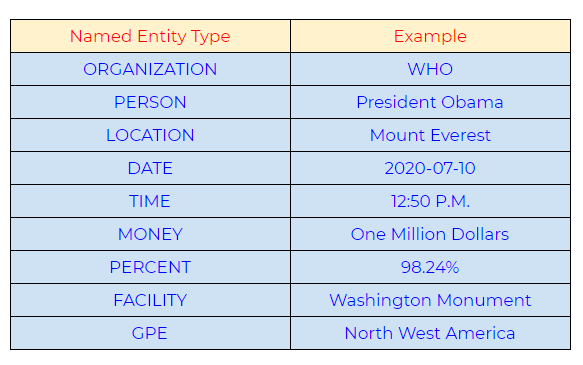 Named Entity Type Example
ORGANIZATION WHO
PERSON President Obama
LOCATION Mount Everest
DATE 2020-07-10
TIME 12:50 P.M.
MONEY One Million Dollars
PERCENT 98.24%
FACILITY Washington Monument
GPE North West America